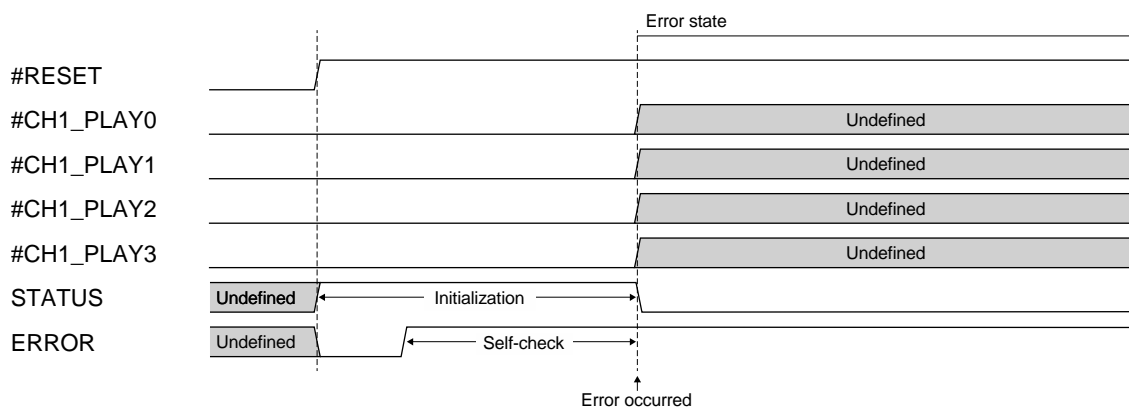 Error state
#RESET
#CH1_PLAY0 Undefined
#CH1_PLAY1 Undefined
#CH1_PLAY2 Undefined
#CH1_PLAY3 Undefined
STATUS Undefined Initialization
ERROR Undefined Self-check
Error occurred